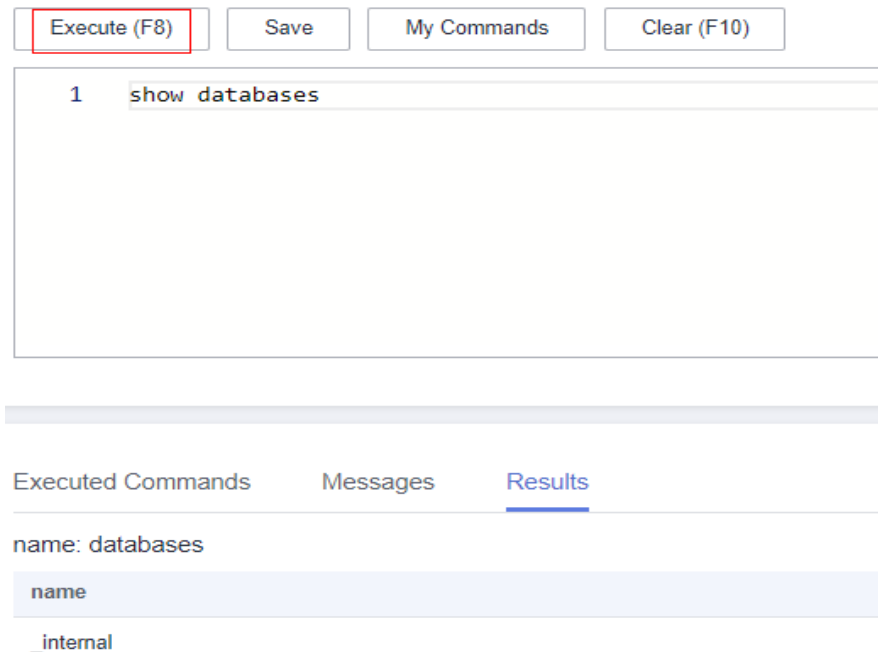 Execute (F8) Save My Commands Clear (F10)
1 show databases
Executed Commands Messages Results
name: databases
name
_internal